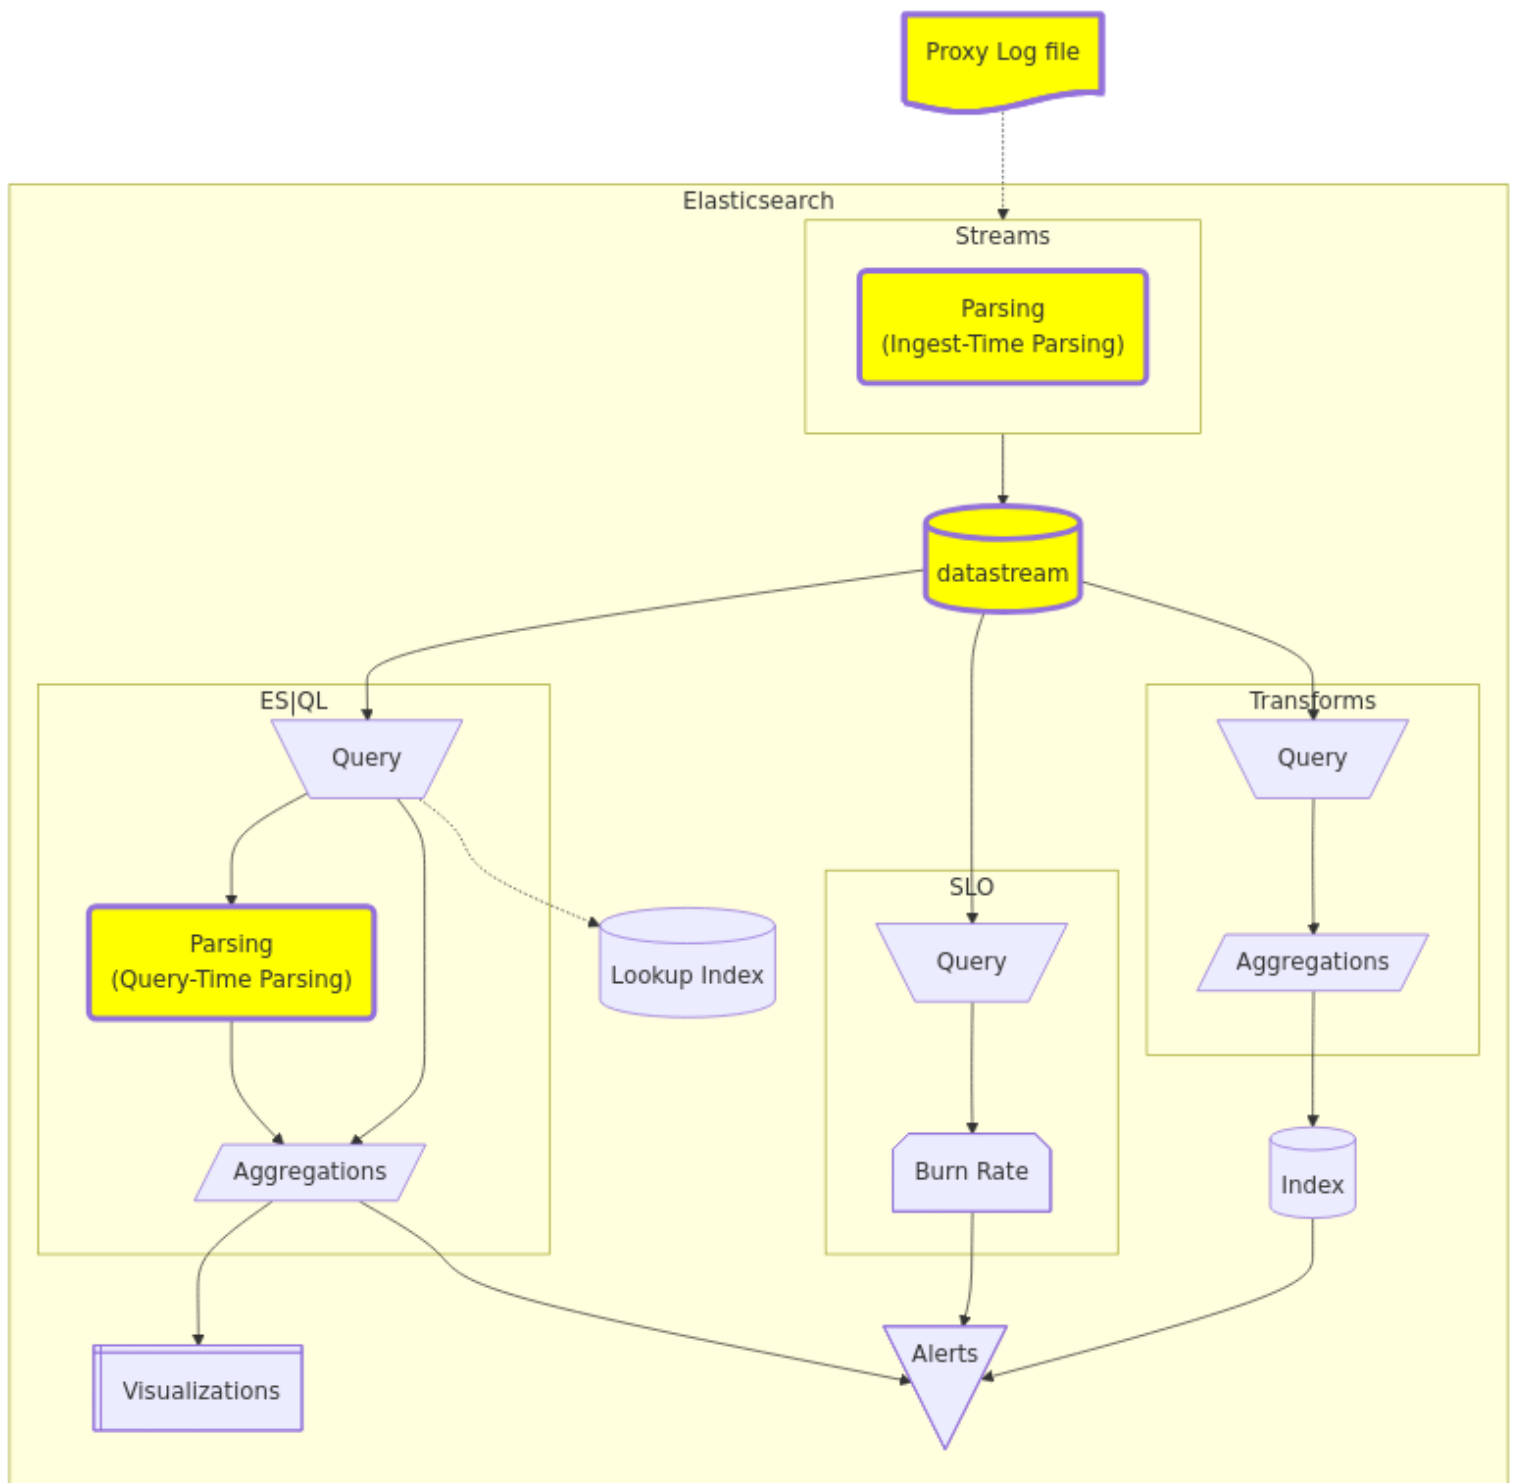 Proxy Log file
Elasticsearch
Streams
Parsing
(Ingest-Time Parsing)
datastream
ES|QL
Transforms
Query
Query
SLO
Parsing
(Query-Time Parsing)
Lookup Index
Query
Aggregations
Aggregations
Burn Rate
Index
Alerts
Visualizations